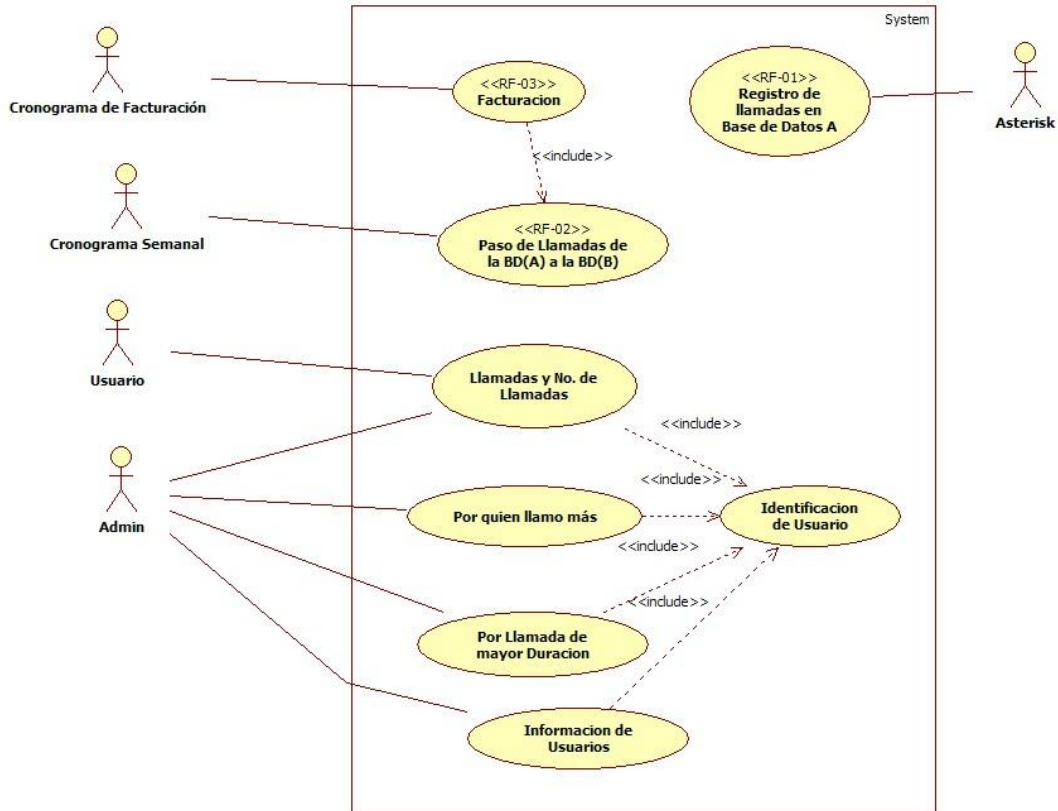 System
<<RF-03>>
Facturacion
<<RF-01>>
Registro de
llamadas en
Base de Datos A
Cronograma de Facturación
Asterisk
<<include>>
<<RF-02>>
Paso de Llamadas de
la BD(A) a la BD(B)
Cronograma Semanal
Usuario
Llamadas y No. de
Llamadas
<<include>>
<<include>>
Admin
Por quien llamo más
Identificacion
de Usuario
<<include>>
<<include>>
Por Llamada de
mayor Duracion
Informacion de
Usuarios